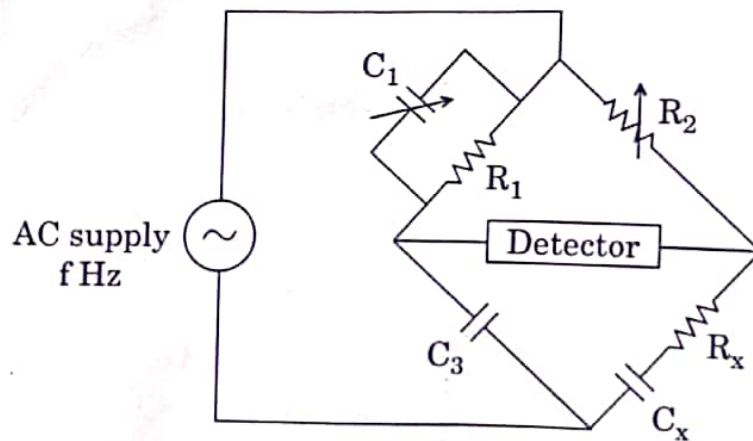 C1
R2
R1
AC supply
f Hz
Detector
C3
Rx
Cx